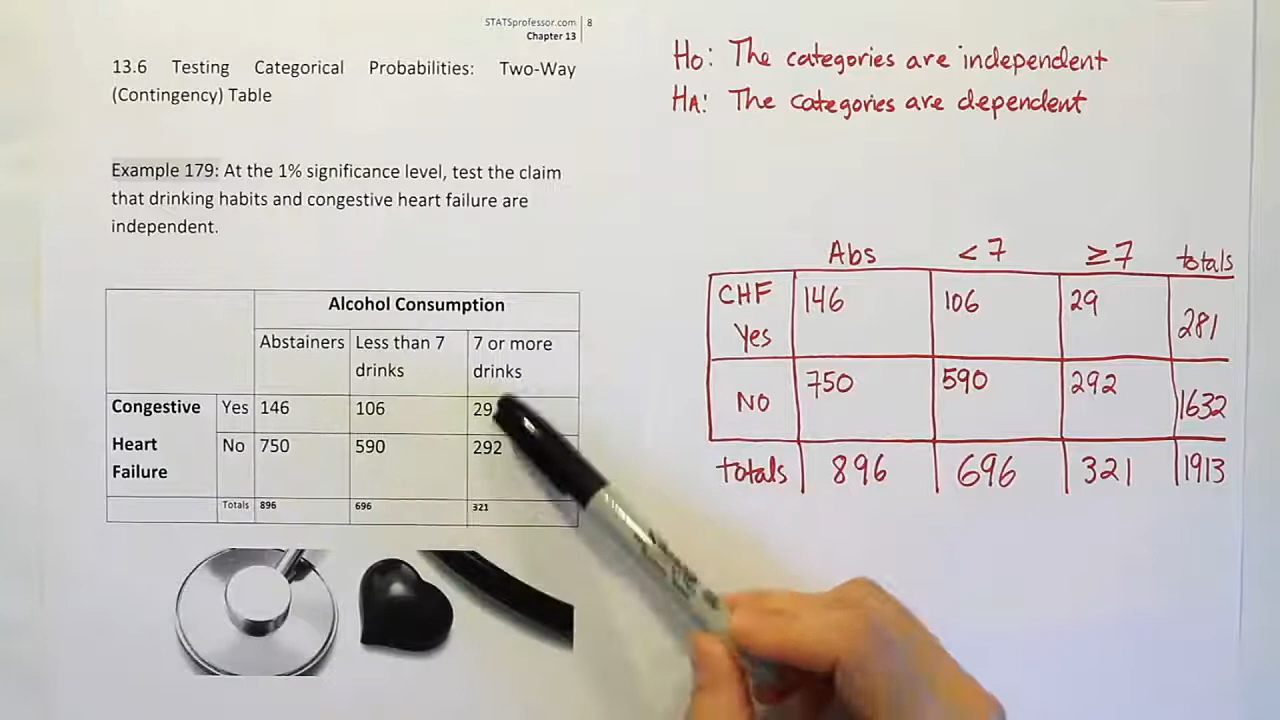 STATSprofessor.com 8
Chapter 13
13.6 Testing Categorical Probabilities: Two-Way
(Contingency) Table
Example 179: At the 1% significance level, test the claim
that drinking habits and congestive heart failure are
independent.
Alcohol Consumption
Abstainers Less than 7 drinks 7 or more drinks
Congestive Heart Failure
Yes 146 106 29
No 750 590 292
Totals 896 696 321
Ho: The categories are independent
HA: The categories are dependent
Abs < 7 ≥ 7 totals
CHF Yes 146 106 29 281
NO 750 590 292 1632
totals 896 696 321 1913